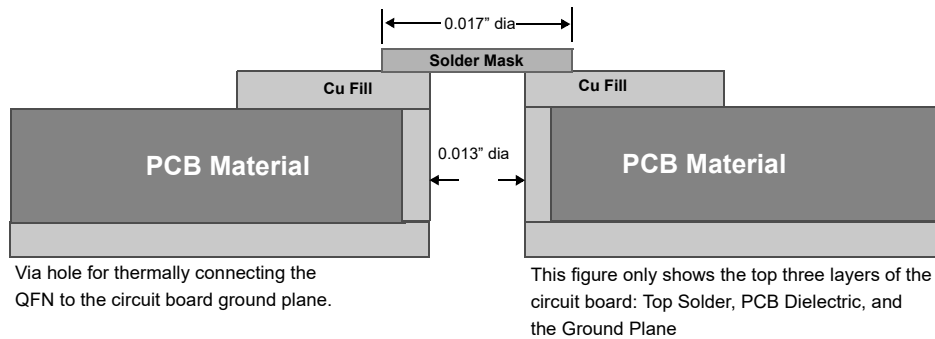 0.017” dia
Solder Mask
Cu Fill
Cu Fill
PCB Material
0.013” dia
PCB Material
Via hole for thermally connecting the
QFN to the circuit board ground plane.
This figure only shows the top three layers of the
circuit board: Top Solder, PCB Dielectric, and
the Ground Plane